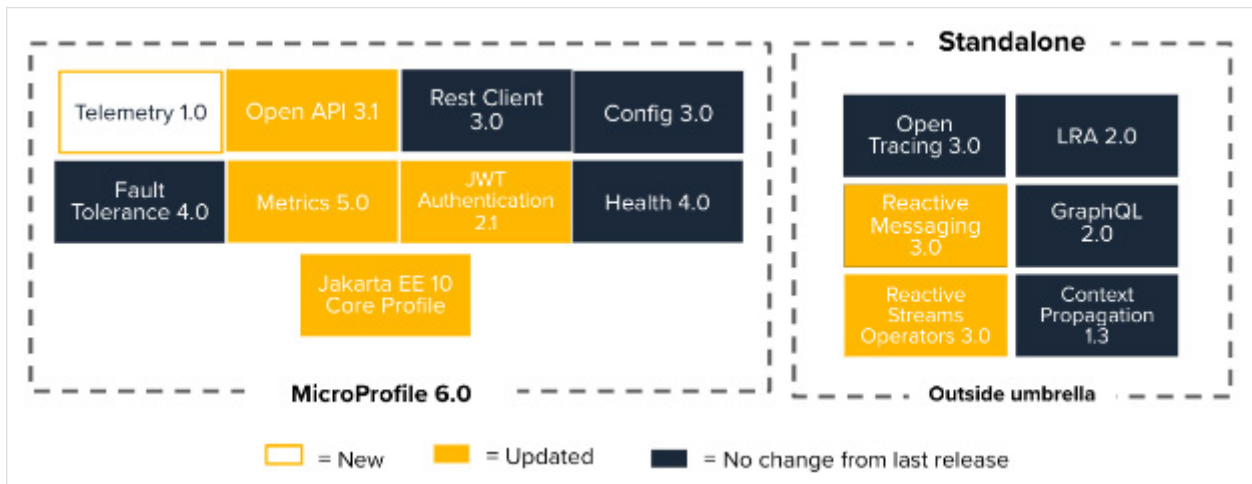 Standalone
Telemetry 1.0
Open API 3.1
Rest Client
3.0
Config 3.0
Fault
Tolerance 4.0
Metrics 5.0
JWT
Authentication
2.1
Health 4.0
Jakarta EE 10
Core Profile
MicroProfile 6.0
Open
Tracing 3.0
LRA 2.0
Reactive
Messaging
3.0
GraphQL
2.0
Reactive
Streams
Operators 3.0
Context
Propagation
1.3
Outside umbrella
= New
= Updated
= No change from last release